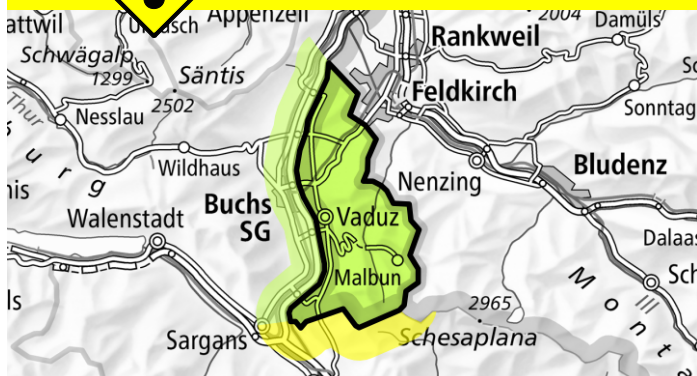 Appenzell
2004
Damüls
Rankweil
Schwägalp
1299
Säntis
2502
Feldkirch
Thur
Nesslau
Sonntag
Wildhaus
Nenzing
Bludenz
Buchs
SG
Walenstadt
Vaduz
Dalaas
Malbun
2965
Sargans
Schesaplana